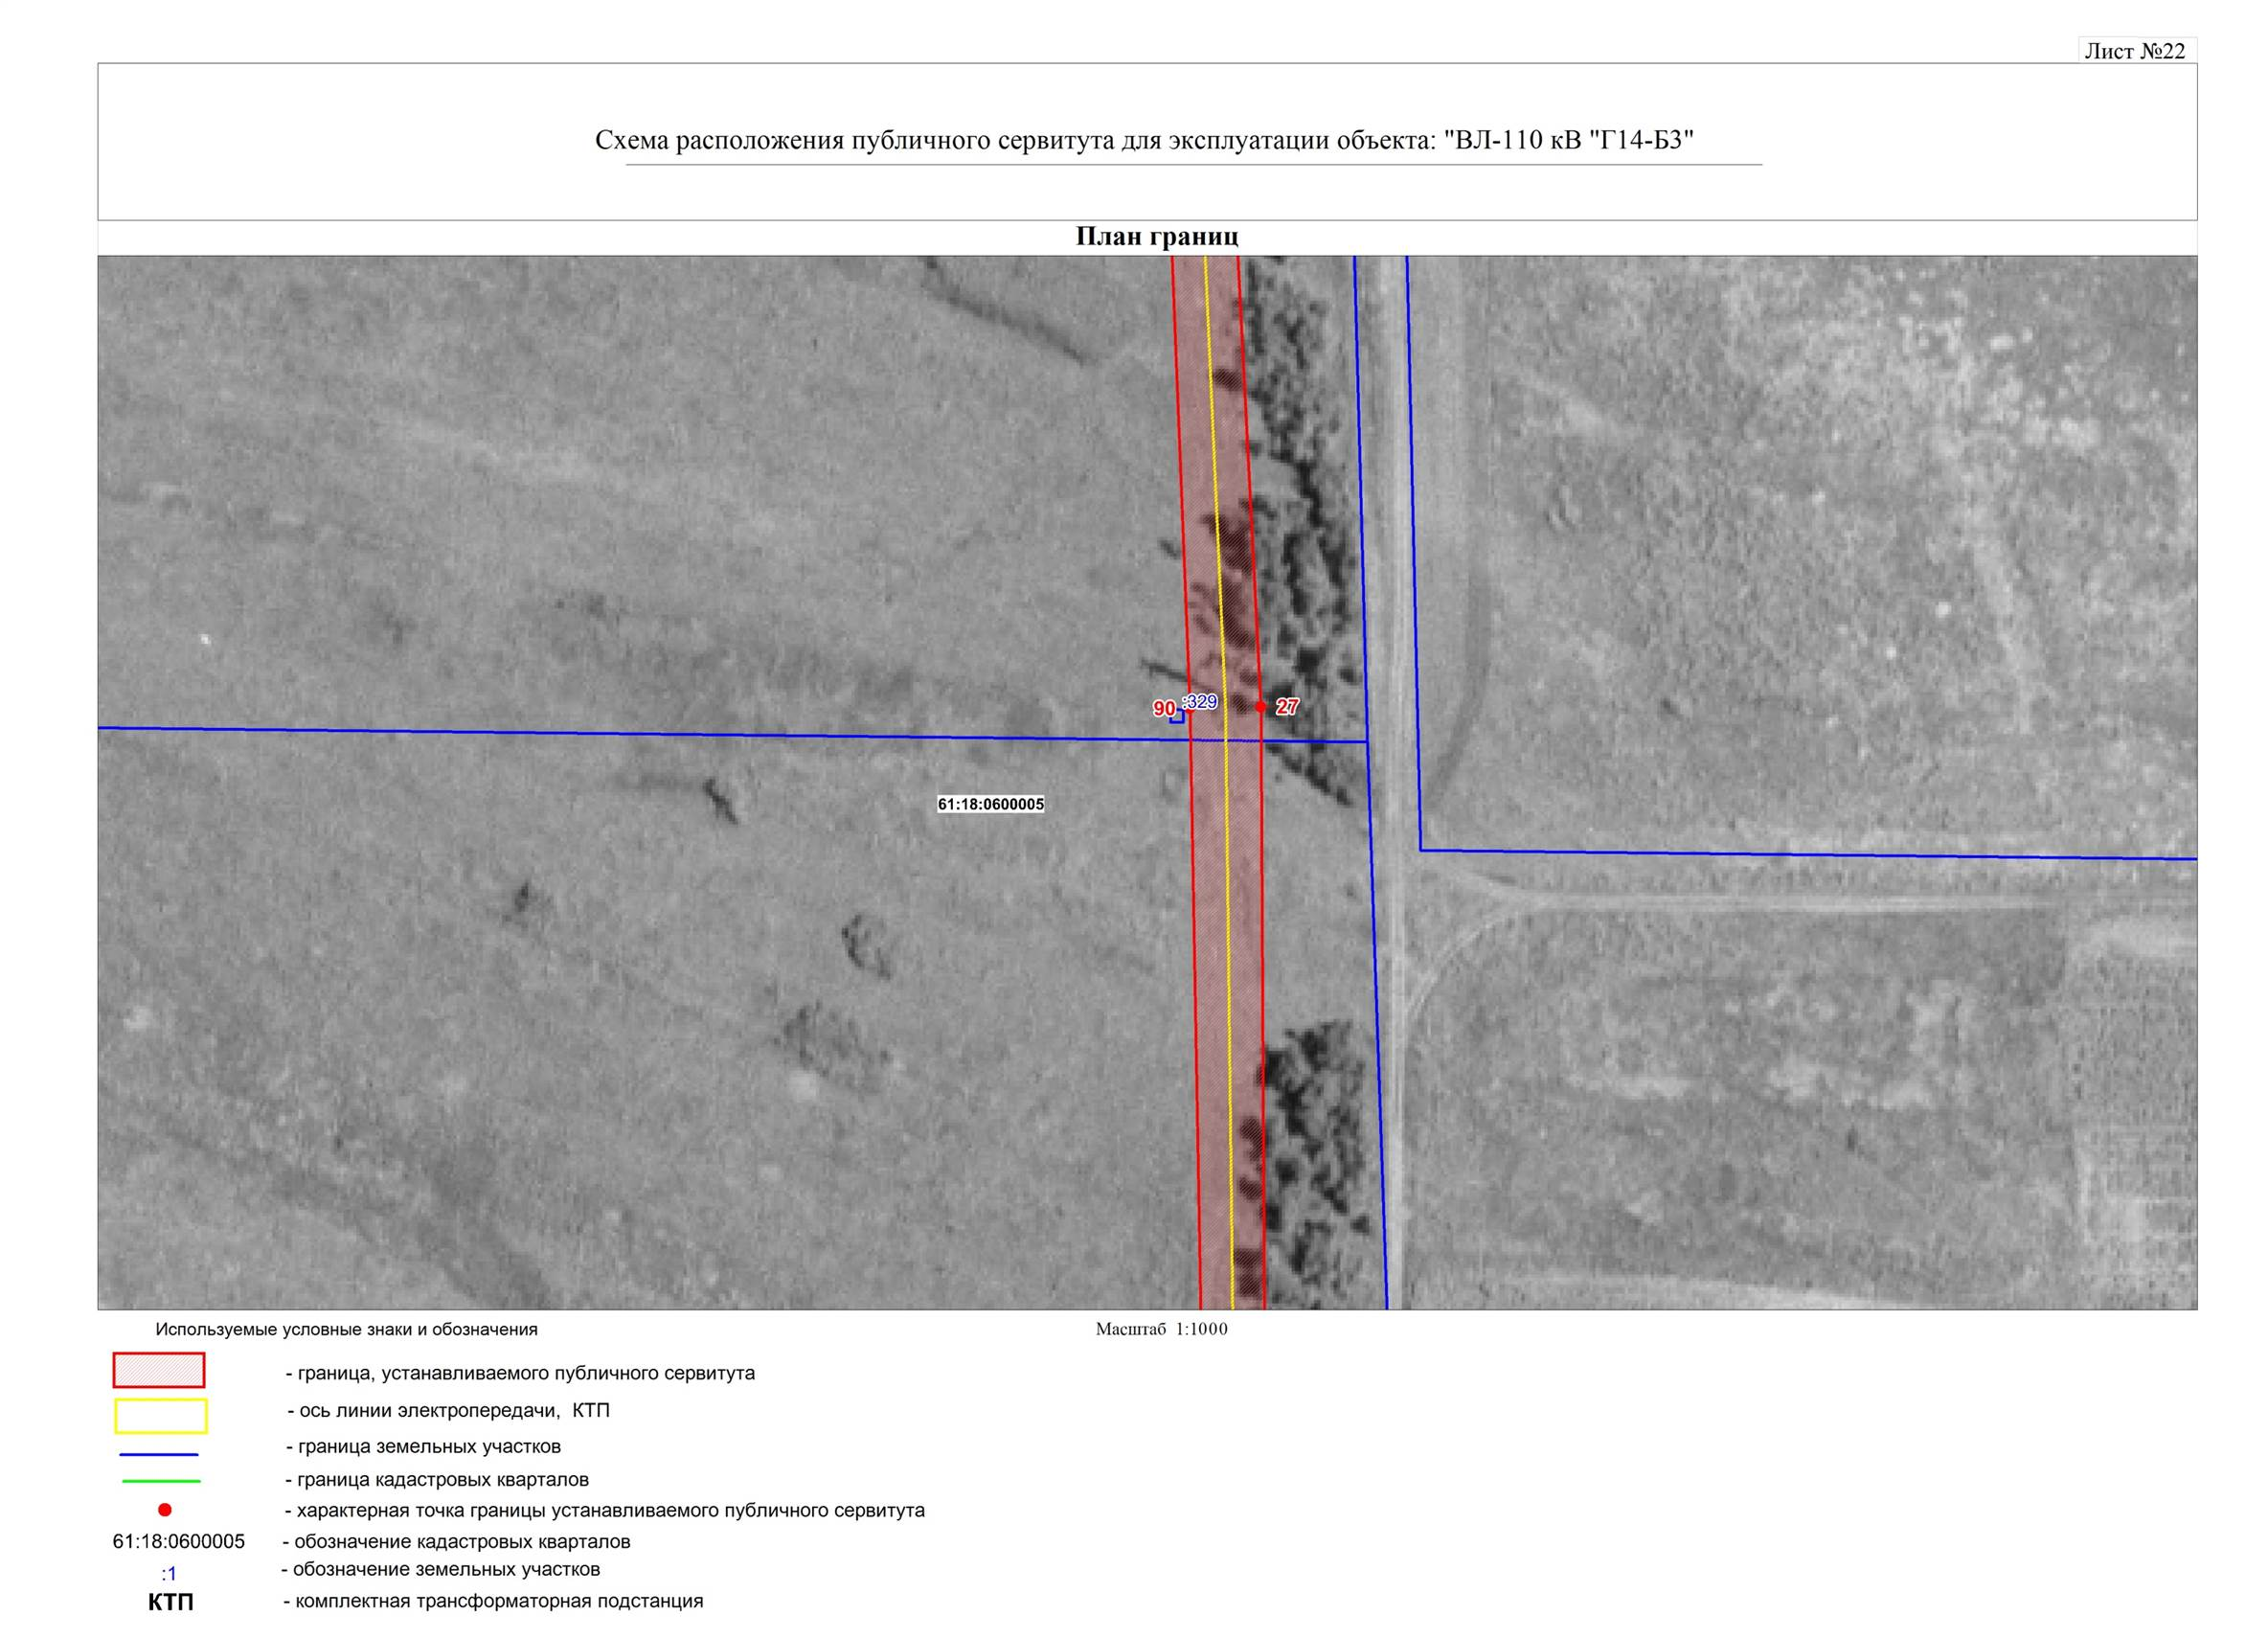 Лист №22
Схема расположения публичного сервитута для эксплуатации объекта: "ВЛ-110 кВ "Г14-Б3"
План границ
90
:329
27
61:18:0600005
Используемые условные знаки и обозначения
Масштаб 1:1000
- граница, устанавливаемого публичного сервитута
- ось линии электропередачи, КТП
- граница земельных участков
- граница кадастровых кварталов
- характерная точка границы устанавливаемого публичного сервитута
61:18:0600005 - обозначение кадастровых кварталов
:1 - обозначение земельных участков
КТП - комплектная трансформаторная подстанция